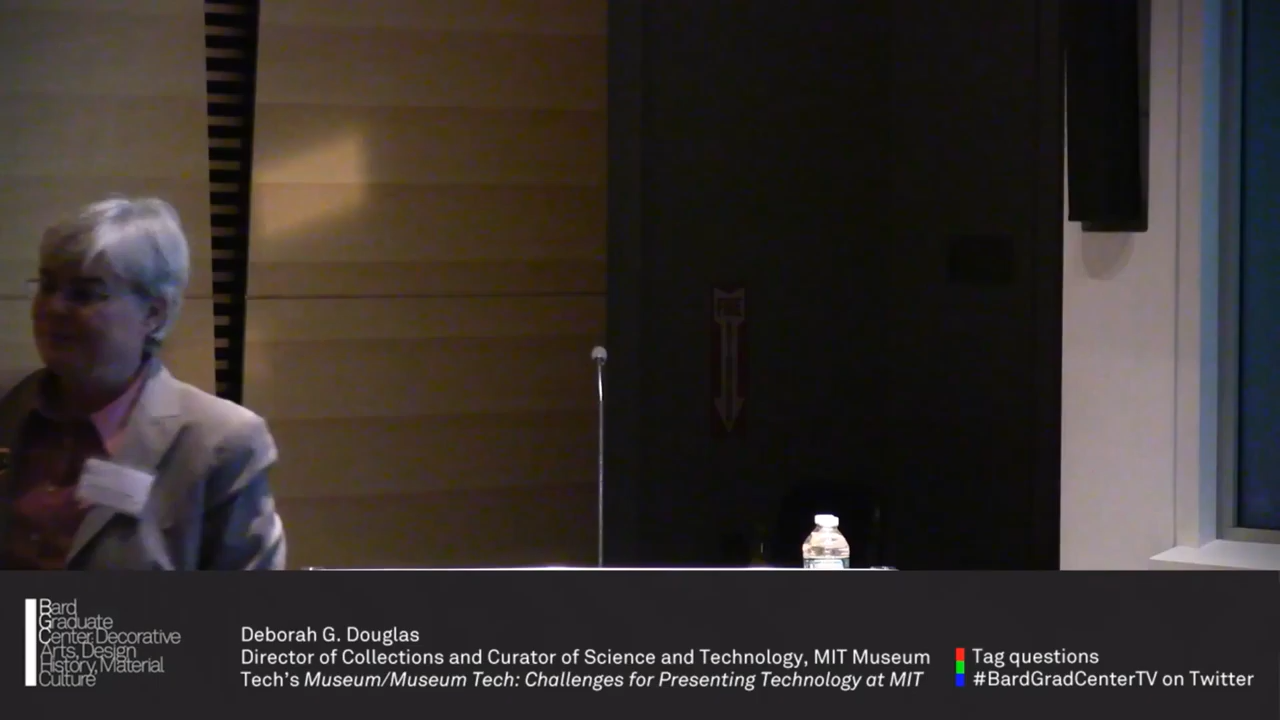 FIRE
Bard
Graduate
Center Decorative
Arts, Design
History, Material
Culture
Deborah G. Douglas
Director of Collections and Curator of Science and Technology, MIT Museum
Tech's Museum/Museum Tech: Challenges for Presenting Technology at MIT
Tag questions
#BardGradCenterTV on Twitter